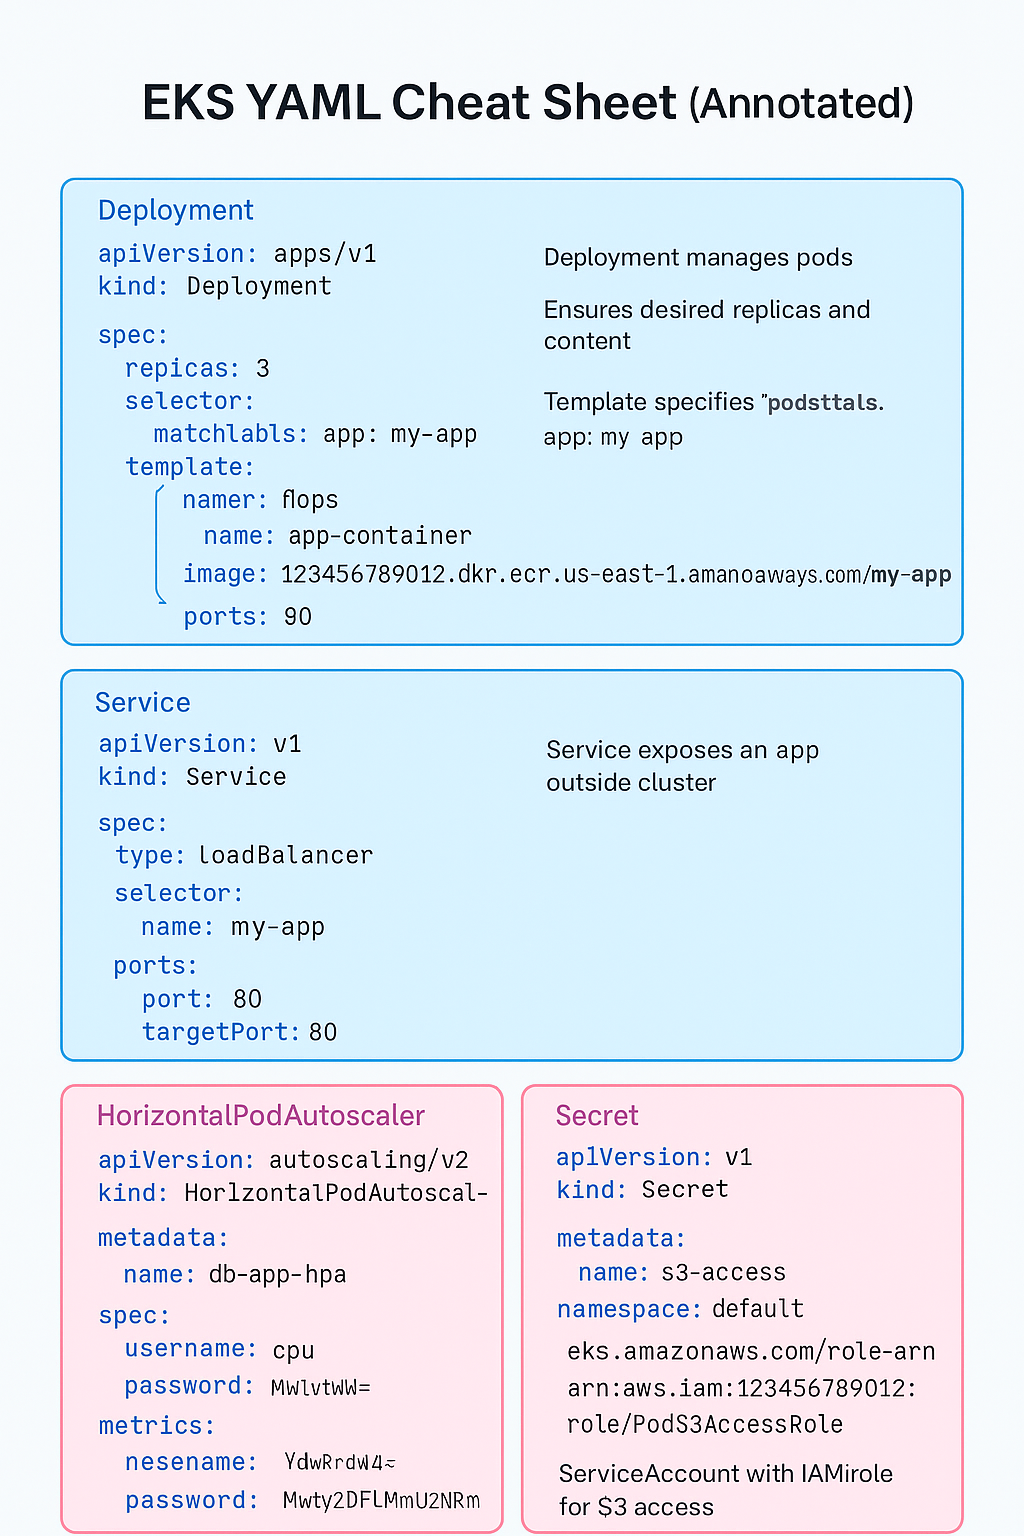 EKS YAML Cheat Sheet (Annotated)
Deployment
apiVersion: apps/v1
kind: Deployment
spec:
repicas: 3
selector:
matchlabls: app: my-app
template:
namer: flops
name: app-container
image: 123456789012.dkr.ecr.us-east-1.amanoaways.com/my-app
ports: 90
Deployment manages pods
Ensures desired replicas and
content
Template specifies "podsttals.
app: my app
Service
apiVersion: v1
kind: Service
spec:
type: loadBalancer
selector:
name: my-app
ports:
port: 80
targetPort: 80
Service exposes an app
outside cluster
HorizontalPodAutoscaler
apiVersion: autoscaling/v2
kind: HorlzontalPodAutoscal-
metadata:
name: db-app-hpa
spec:
username: cpu
password: MwlvtWW=
metrics:
nesename: YdwRrdW4=
password: Mwty2DFLMmU2NRm
Secret
aplVersion: v1
kind: Secret
metadata:
name: s3-access
namespace: default
eks.amazonaws.com/role-arn
arn:aws.iam:123456789012:
role/PodS3AccessRole
ServiceAccount with IAMirole
for $3 access